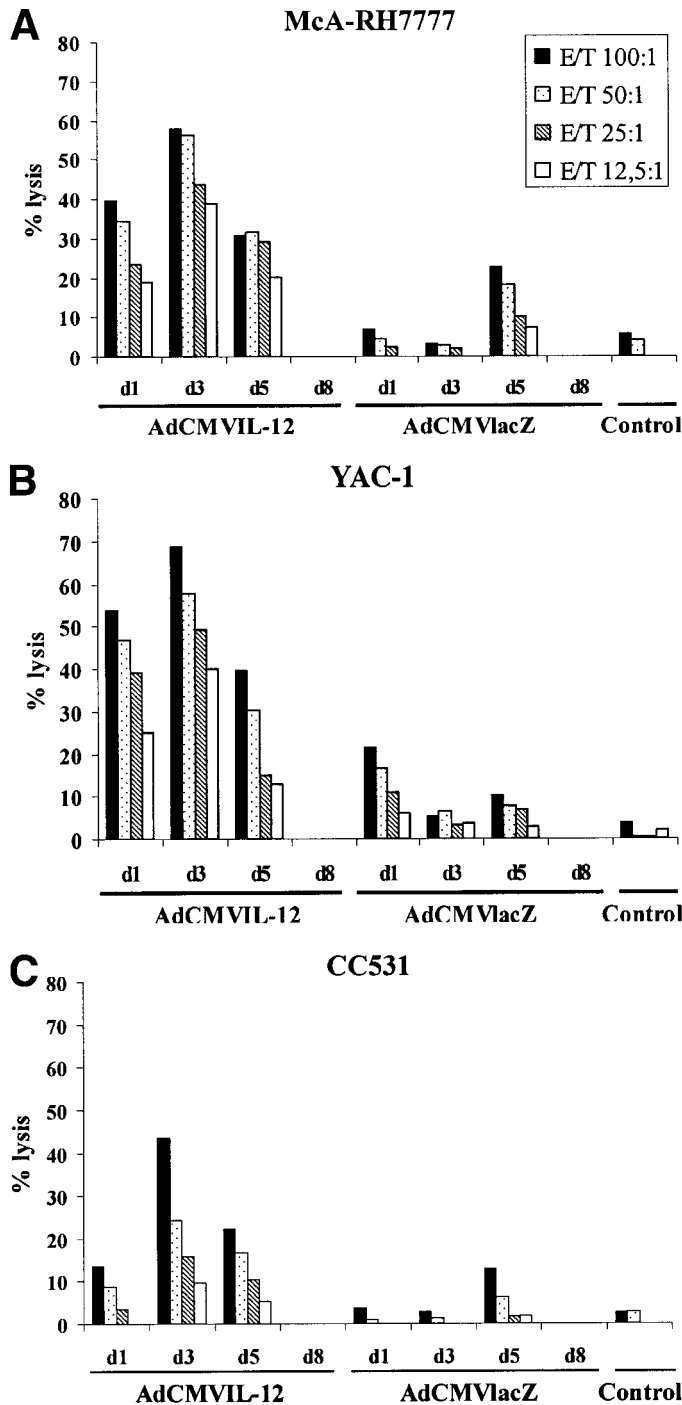 A
McA-RH7777
E/T 100:1
E/T 50:1
E/T 25:1
E/T 12,5:1
% lysis
80
70
60
50
40
30
20
10
0
d1 d3 d5 d8 d1 d3 d5 d8
AdCMVIL-12 AdCMVlacZ Control
B
YAC-1
% lysis
80
70
60
50
40
30
20
10
0
d1 d3 d5 d8 d1 d3 d5 d8
AdCMVIL-12 AdCMVlacZ Control
C
CC531
% lysis
80
70
60
50
40
30
20
10
0
d1 d3 d5 d8 d1 d3 d5 d8
AdCMVIL-12 AdCMVlacZ Control